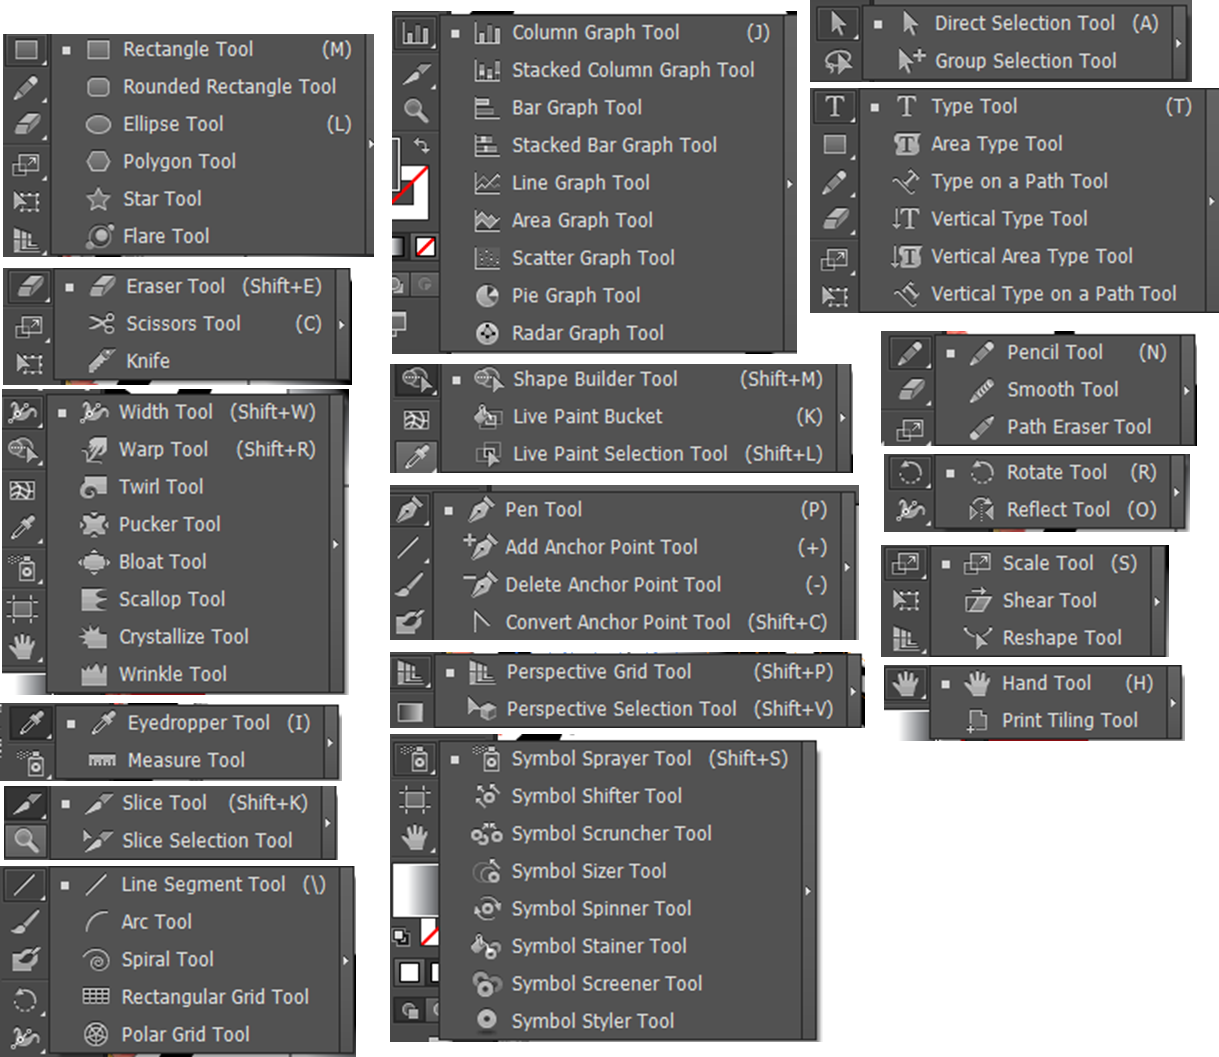 Rectangle Tool (M)
Rounded Rectangle Tool
Ellipse Tool (L)
Polygon Tool
Star Tool
Flare Tool
Eraser Tool (Shift+E)
Scissors Tool (C)
Knife
Width Tool (Shift+W)
Warp Tool (Shift+R)
Twirl Tool
Pucker Tool
Bloat Tool
Scallop Tool
Crystallize Tool
Wrinkle Tool
Eyedropper Tool (I)
Measure Tool
Slice Tool (Shift+K)
Slice Selection Tool
Line Segment Tool (\)
Arc Tool
Spiral Tool
Rectangular Grid Tool
Polar Grid Tool
Column Graph Tool (J)
Stacked Column Graph Tool
Bar Graph Tool
Stacked Bar Graph Tool
Line Graph Tool
Area Graph Tool
Scatter Graph Tool
Pie Graph Tool
Radar Graph Tool
Shape Builder Tool (Shift+M)
Live Paint Bucket (K)
Live Paint Selection Tool (Shift+L)
Pen Tool (P)
Add Anchor Point Tool (+)
Delete Anchor Point Tool (-)
Convert Anchor Point Tool (Shift+C)
Perspective Grid Tool (Shift+P)
Perspective Selection Tool (Shift+V)
Symbol Sprayer Tool (Shift+S)
Symbol Shifter Tool
Symbol Scruncher Tool
Symbol Sizer Tool
Symbol Spinner Tool
Symbol Stainer Tool
Symbol Screener Tool
Symbol Styler Tool
Direct Selection Tool (A)
Group Selection Tool
Type Tool (T)
Area Type Tool
Type on a Path Tool
Vertical Type Tool
Vertical Area Type Tool
Vertical Type on a Path Tool
Pencil Tool (N)
Smooth Tool
Path Eraser Tool
Rotate Tool (R)
Reflect Tool (O)
Scale Tool (S)
Shear Tool
Reshape Tool
Hand Tool (H)
Print Tiling Tool